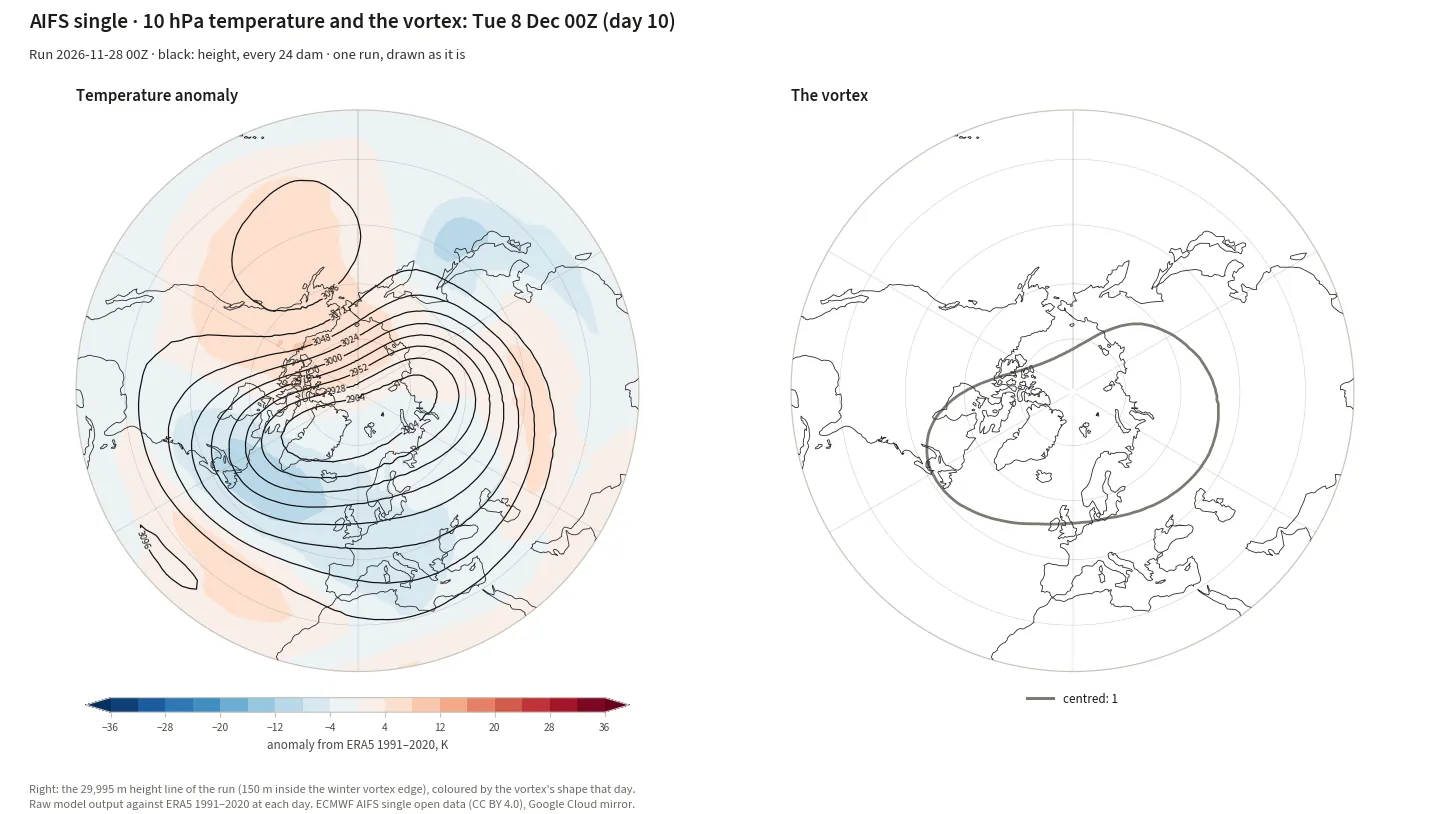 AIFS single · 10 hPa temperature and the vortex: Tue 8 Dec 00Z (day 10)
Run 2026-11-28 00Z · black: height, every 24 dam · one run, drawn as it is
Temperature anomaly
The vortex
3048
3024
3000
2952
2928
2904
3096
−36
−28
−20
−12
−4
4
12
20
28
36
anomaly from ERA5 1991–2020, K
centred: 1
Right: the 29,995 m height line of the run (150 m inside the winter vortex edge), coloured by the vortex's shape that day.
Raw model output against ERA5 1991–2020 at each day. ECMWF AIFS single open data (CC BY 4.0), Google Cloud mirror.